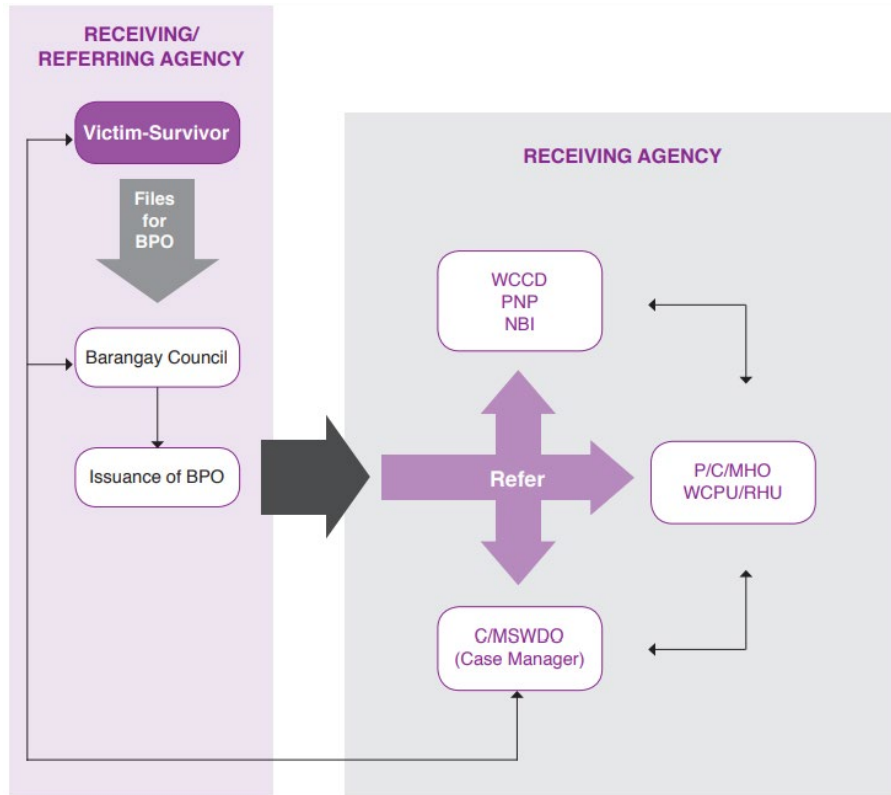 RECEIVING/
REFERRING AGENCY
Victim-Survivor
Files
for
BPO
Barangay Council
Issuance of BPO
RECEIVING AGENCY
WCCD
PNP
NBI
Refer
P/C/MHO
WCPU/RHU
C/MSWDO
(Case Manager)